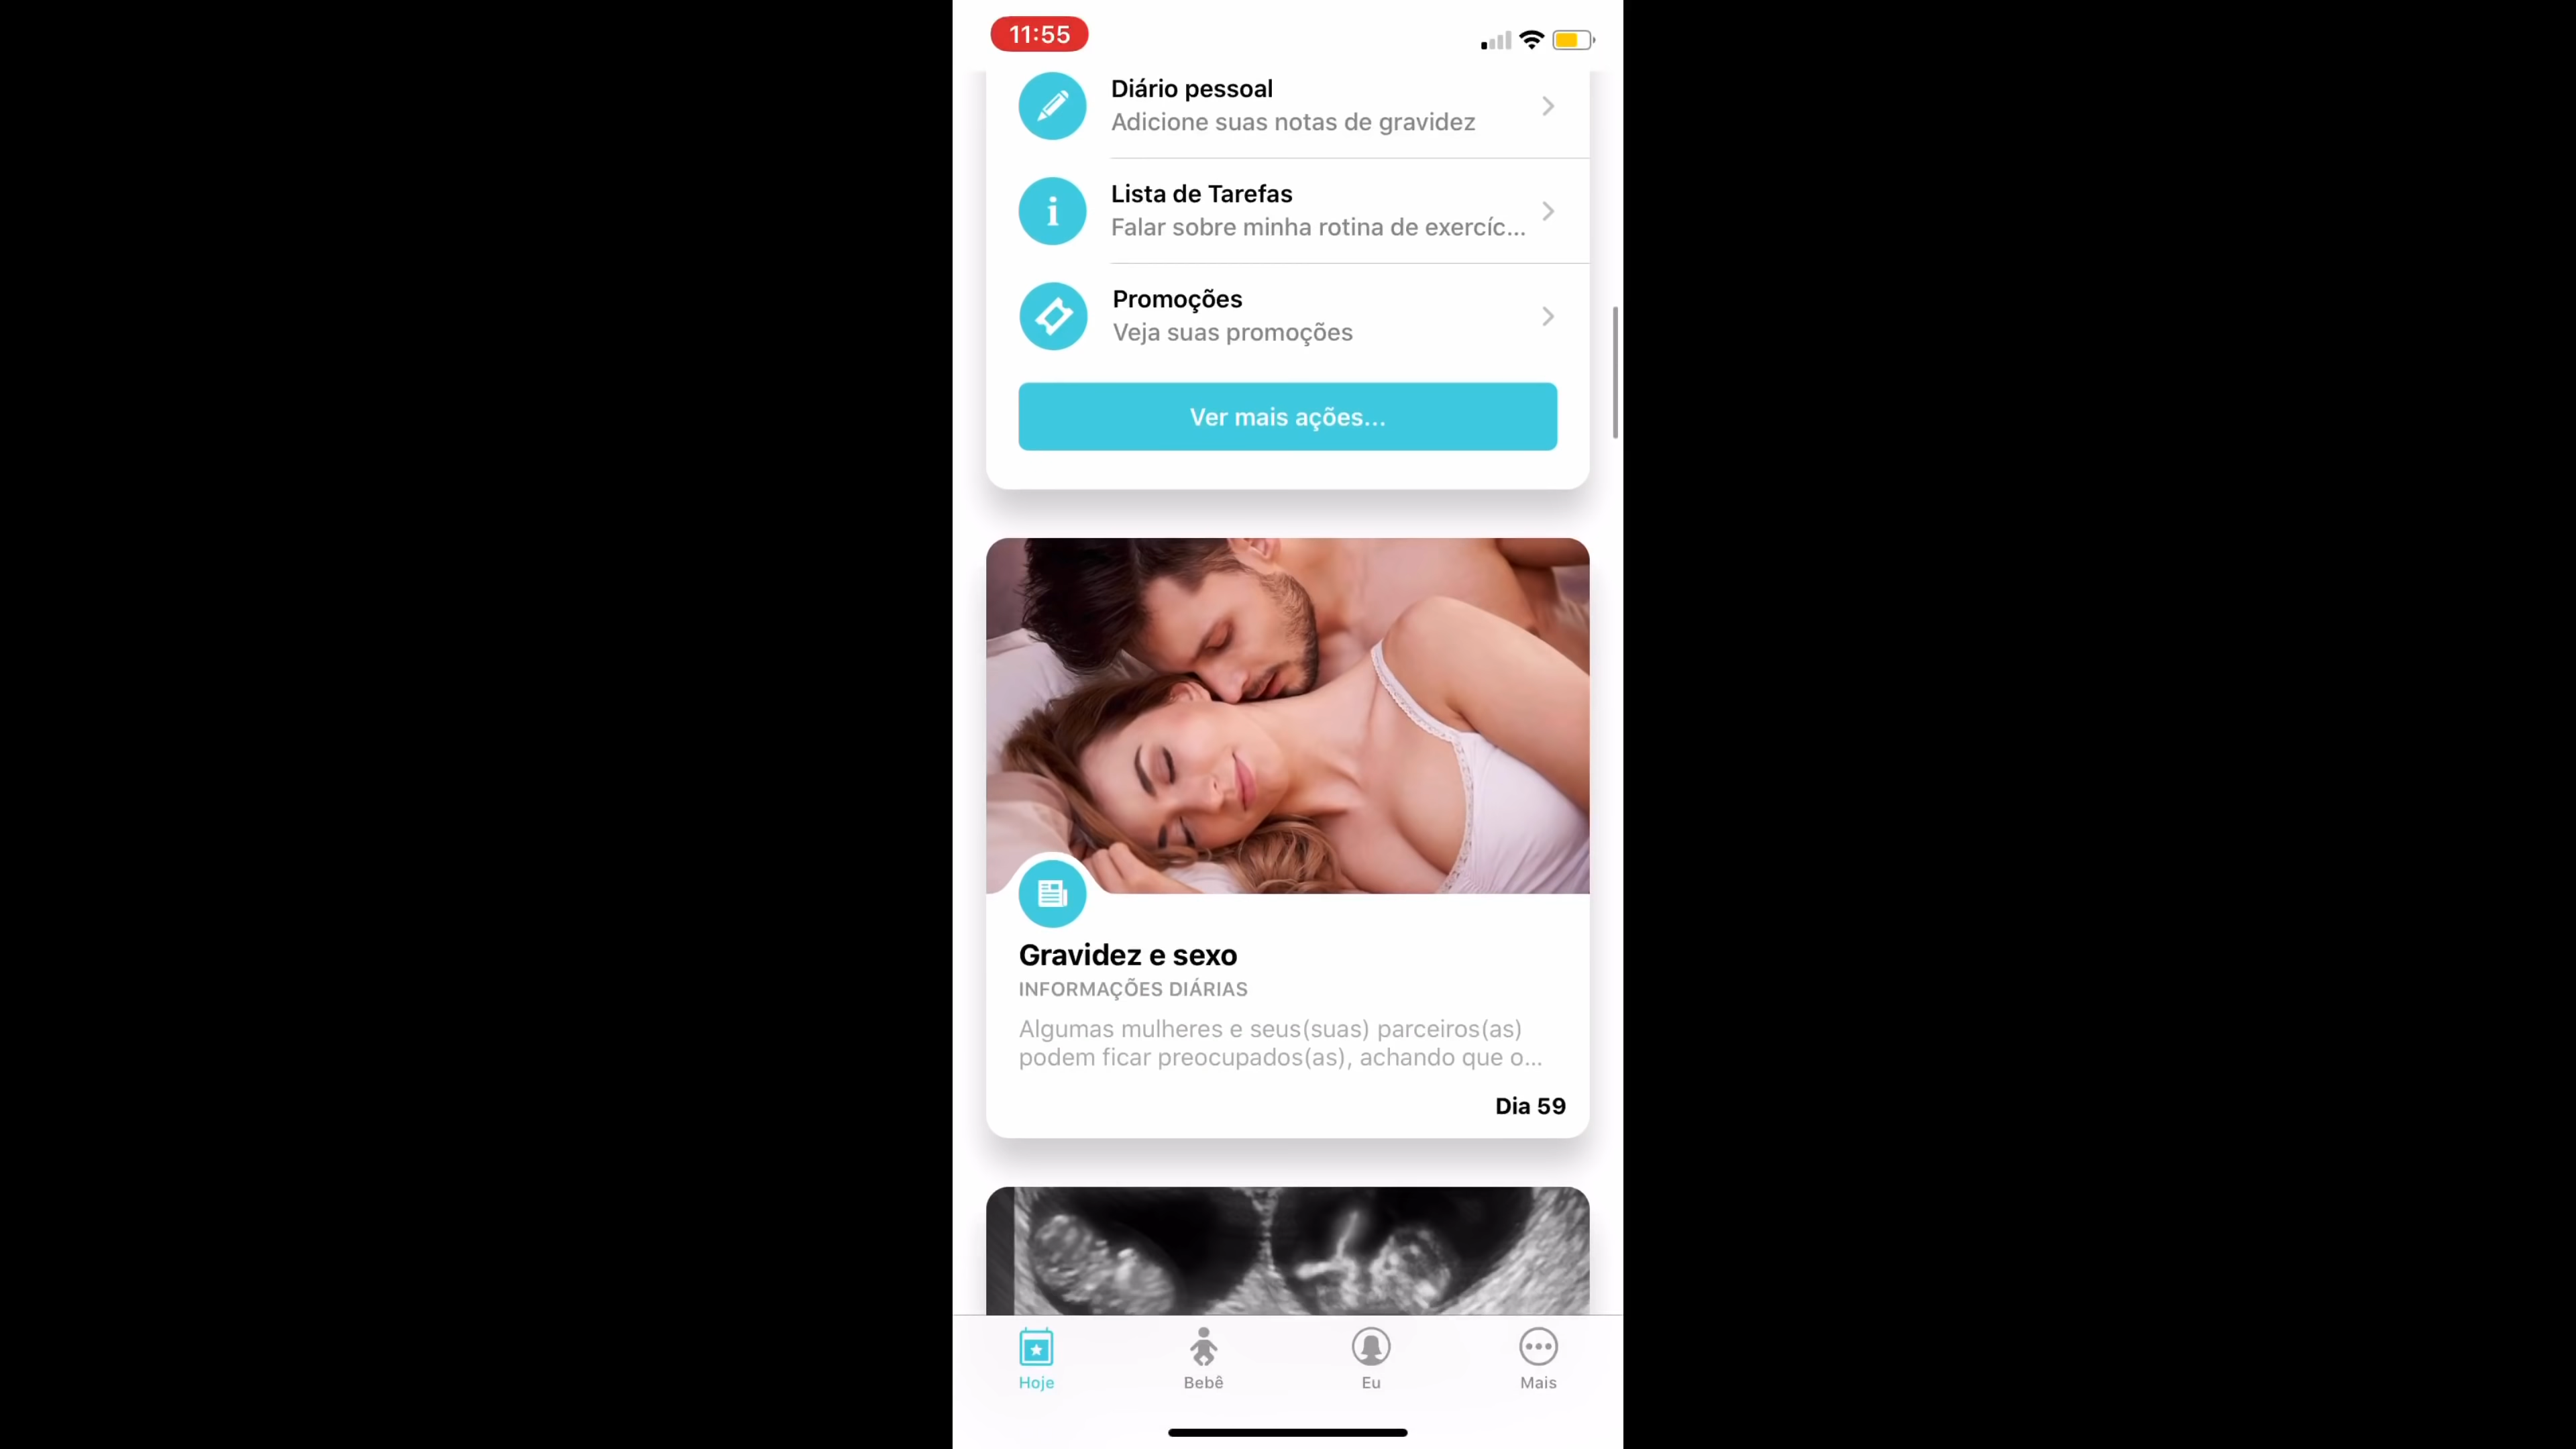 11:55
Diário pessoal
Adicione suas notas de gravidez
Lista de Tarefas
Falar sobre minha rotina de exercíc...
Promoções
Veja suas promoções
Ver mais ações...
Gravidez e sexo
INFORMAÇÕES DIÁRIAS
Algumas mulheres e seus(suas) parceiros(as)
podem ficar preocupados(as), achando que o...
Dia 59
Hoje
Bebê
Eu
Mais